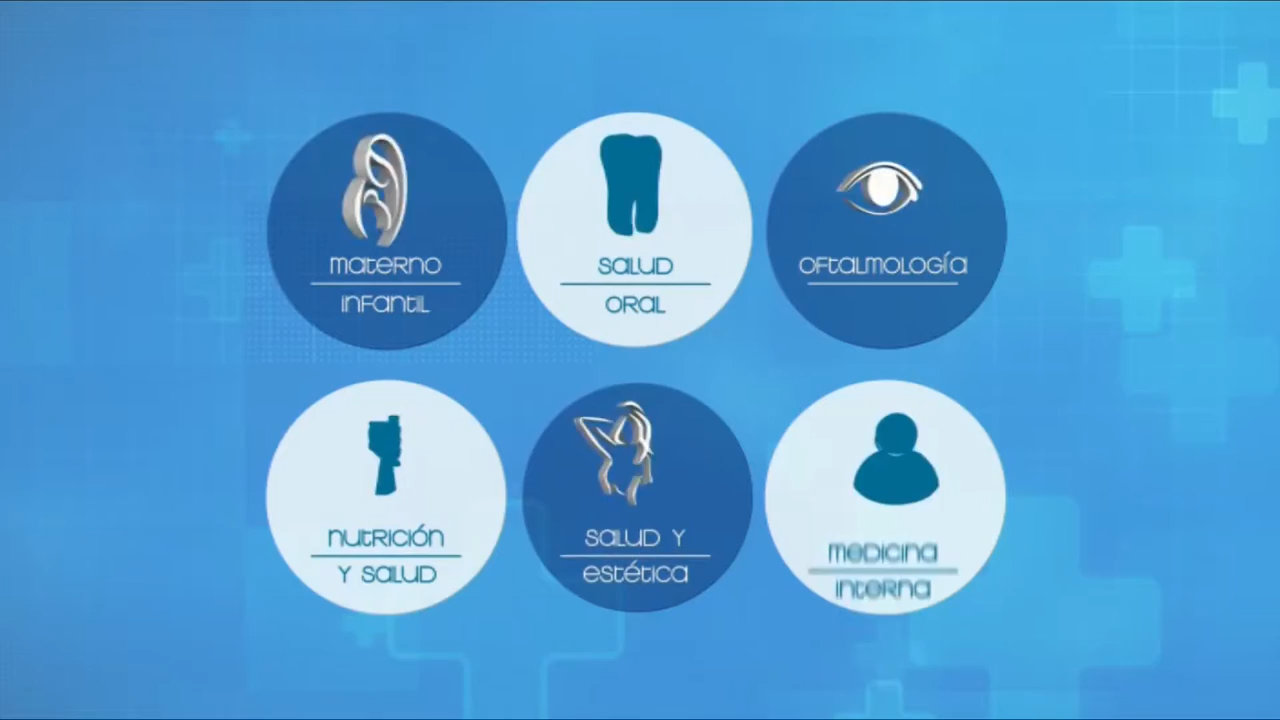 materno
infantil
salud
oral
oftalmología
nutrición
y salud
salud y
estética
medicina
interna